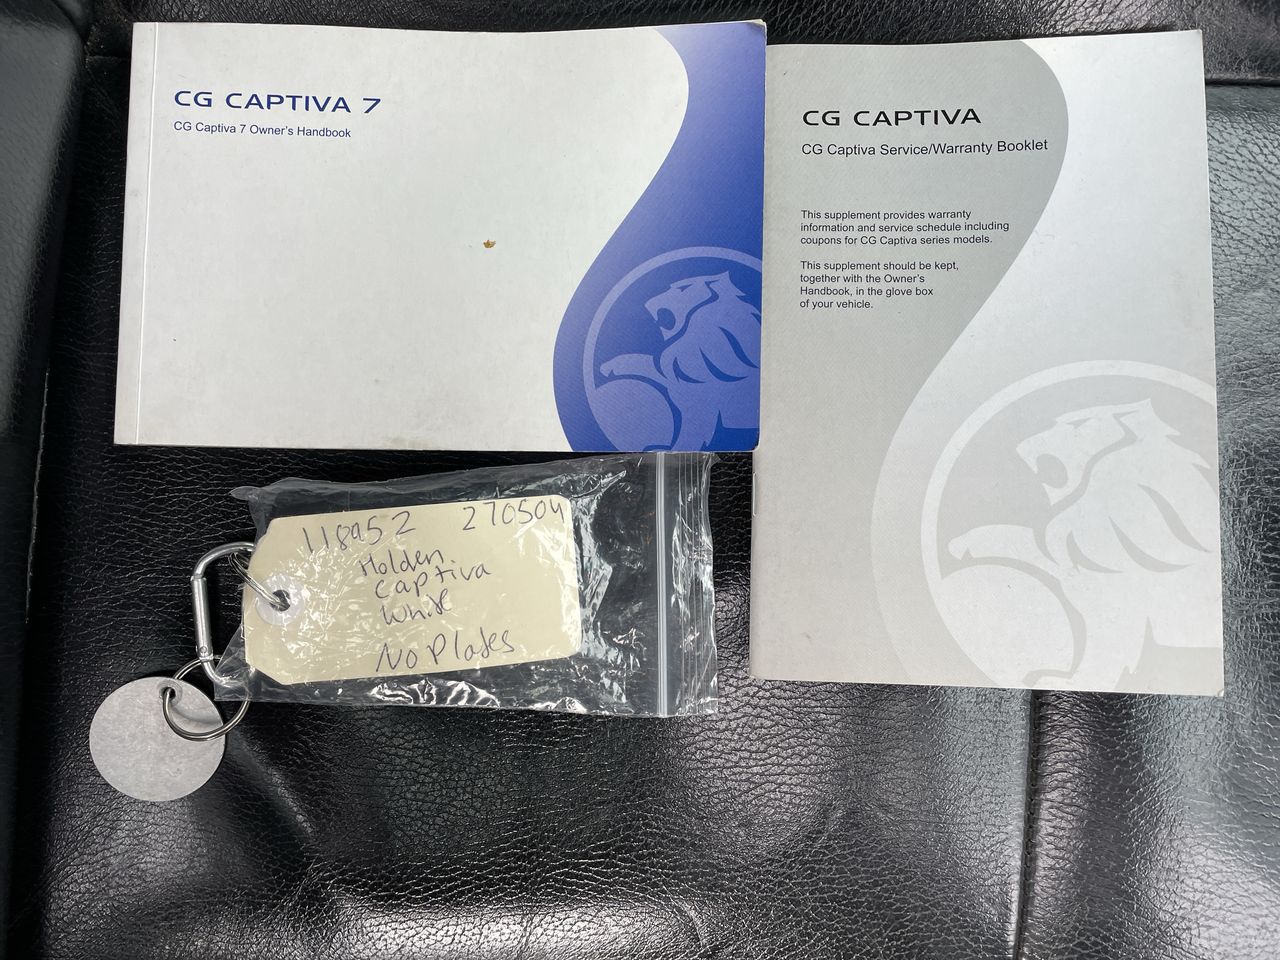 CG CAPTIVA 7
CG Captiva 7 Owner's Handbook
CG CAPTIVA
CG Captiva Service/Warranty Booklet
This supplement provides warranty
information and service schedule including
coupons for CG Captiva series models.
This supplement should be kept,
together with the Owner's
Handbook, in the glove box
of your vehicle.
118952 270504
Holden
Captiva
White
No Plates